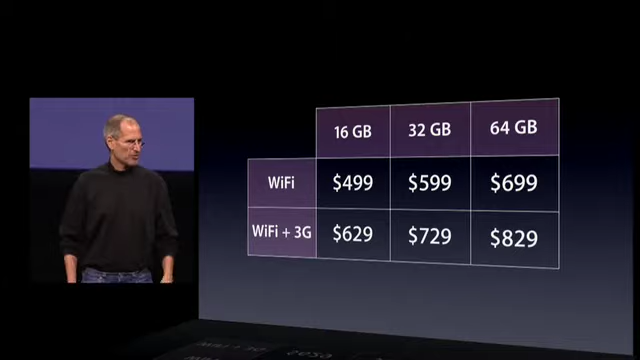 16 GB 32 GB 64 GB
WiFi $499 $599 $699
WiFi + 3G $629 $729 $829